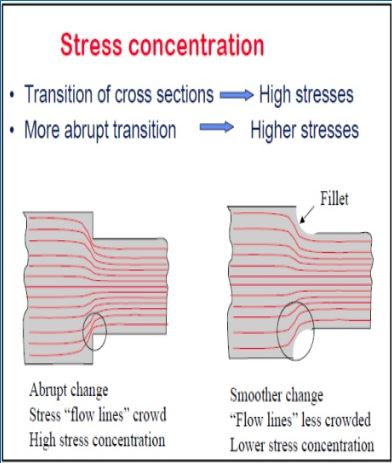 Stress concentration
• Transition of cross sections ⟶ High stresses
• More abrupt transition ⟶ Higher stresses
Fillet
Abrupt change
Stress “flow lines” crowd
High stress concentration
Smoother change
“Flow lines” less crowded
Lower stress concentration